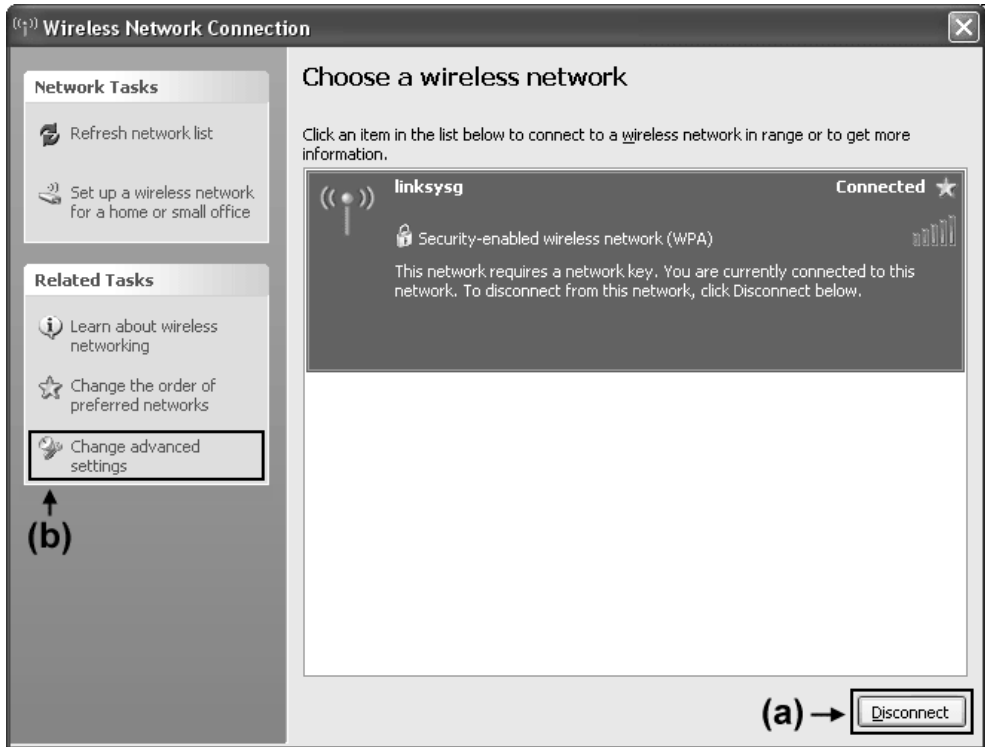 Wireless Network Connection
Network Tasks
Refresh network list
Set up a wireless network
for a home or small office
Related Tasks
Learn about wireless
networking
Change the order of
preferred networks
Change advanced
settings
(b)
Choose a wireless network
Click an item in the list below to connect to a wireless network in range or to get more
information.
linksysg
Connected
Security-enabled wireless network (WPA)
This network requires a network key. You are currently connected to this
network. To disconnect from this network, click Disconnect below.
(a)
Disconnect